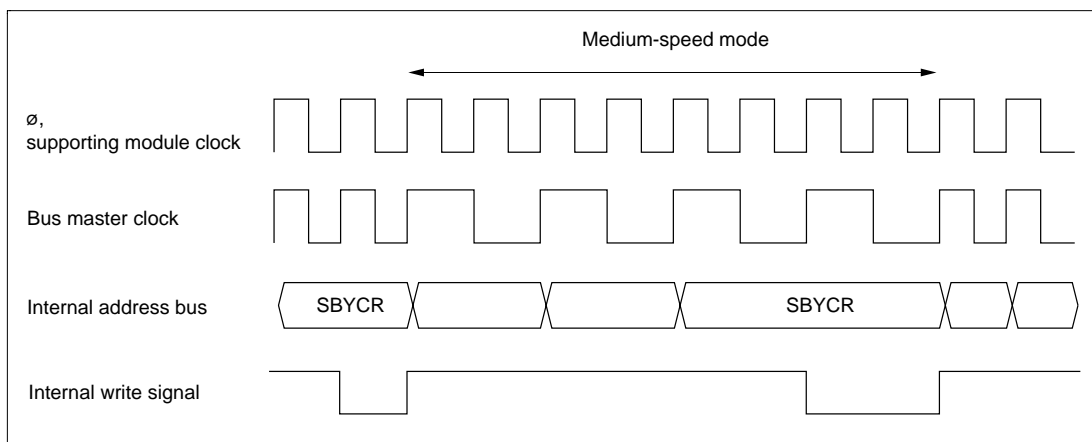 Medium-speed mode
ø,
supporting module clock
Bus master clock
Internal address bus
SBYCR
SBYCR
Internal write signal